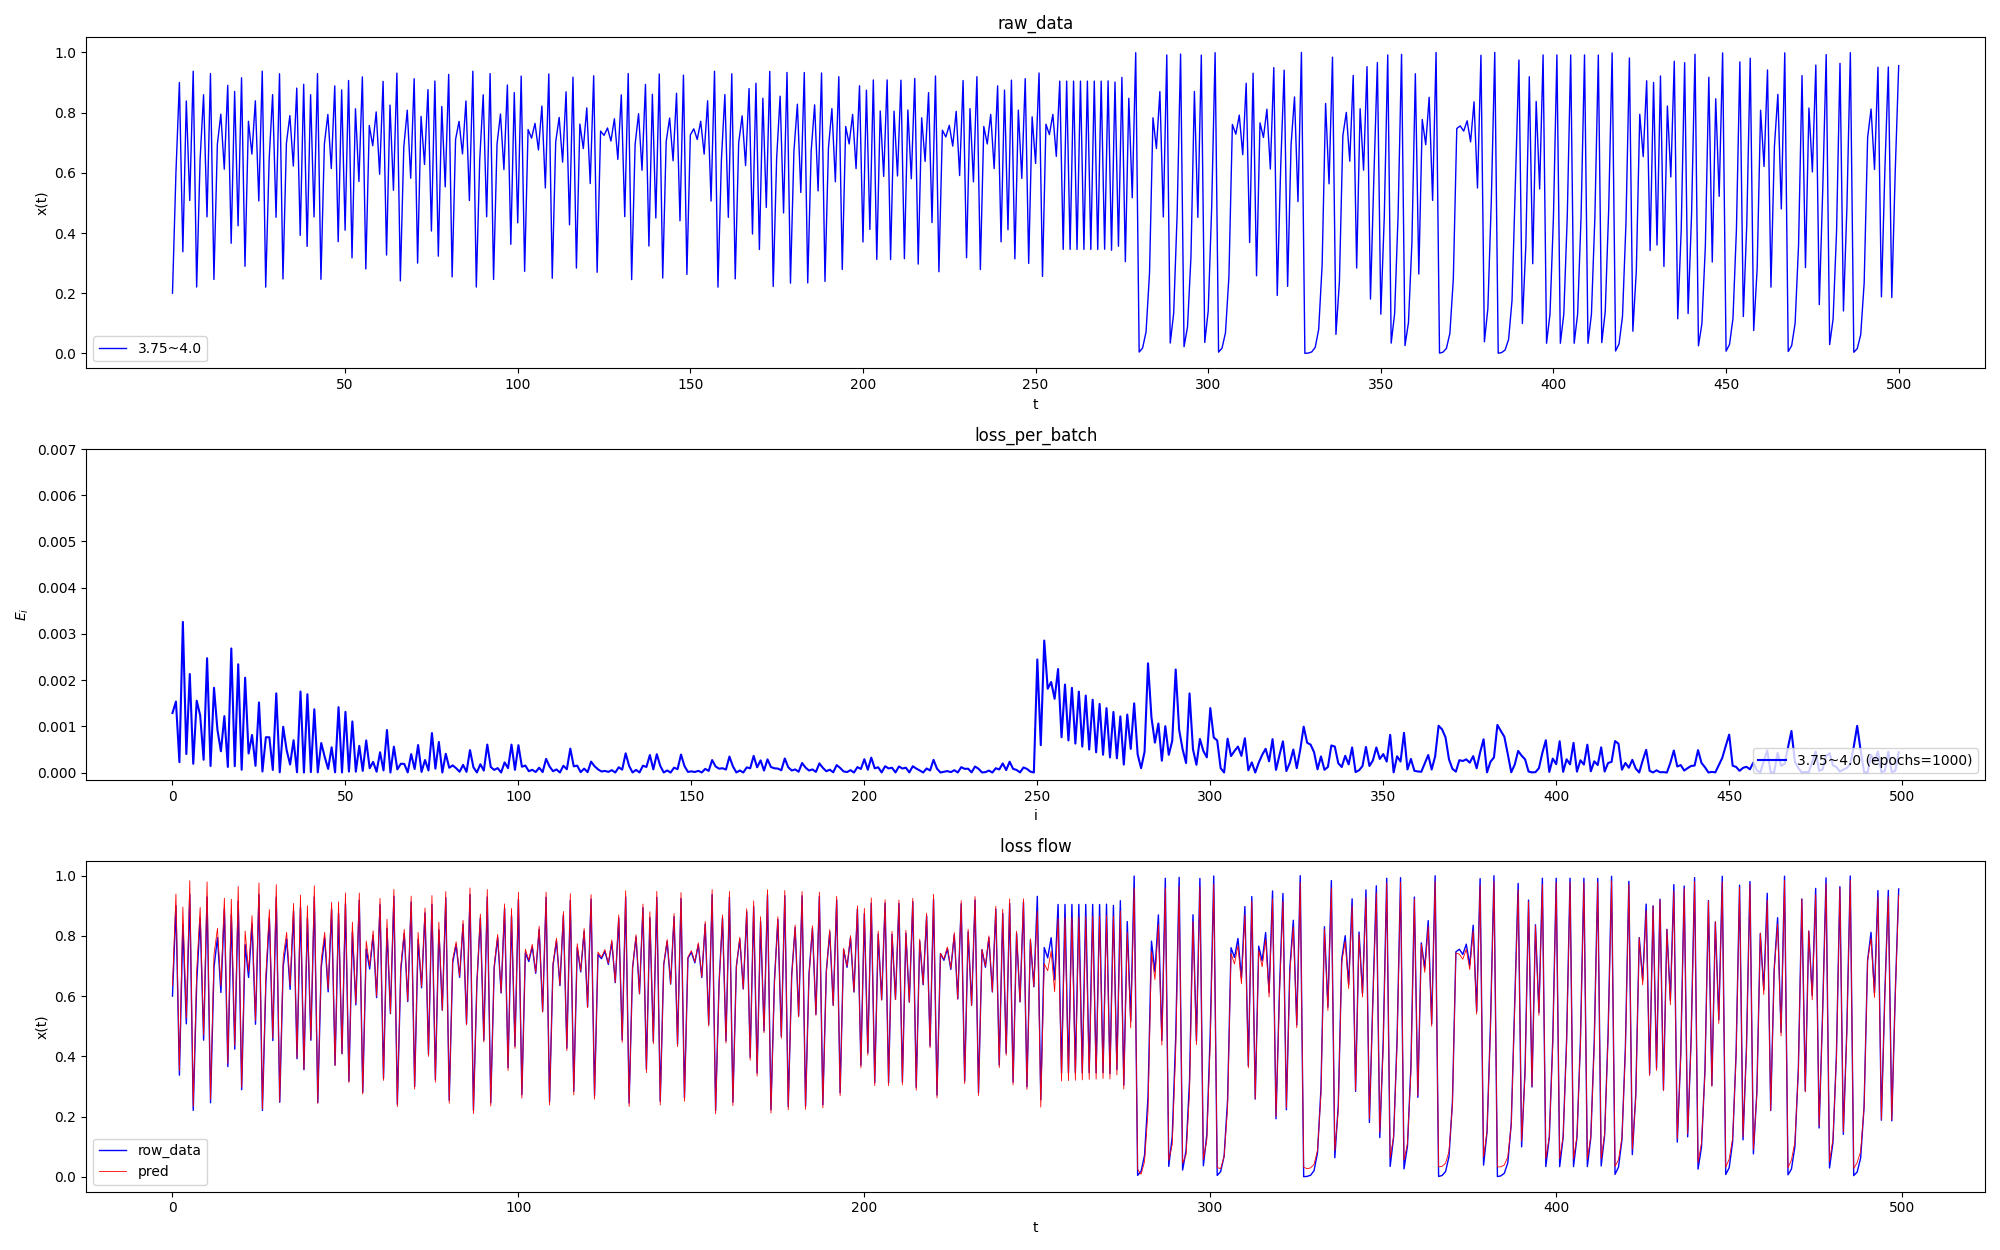 raw_data
1.0
0.8
0.6
0.4
0.2
0.0
x(t)
3.75~4.0
50 100 150 200 250 300 350 400 450 500
t
loss_per_batch
0.007
0.006
0.005
0.004
0.003
0.002
0.001
0.000
E_i
3.75~4.0 (epochs=1000)
0 50 100 150 200 250 300 350 400 450 500
i
loss flow
1.0
0.8
0.6
0.4
0.2
0.0
x(t)
row_data
pred
0 100 200 300 400 500
t